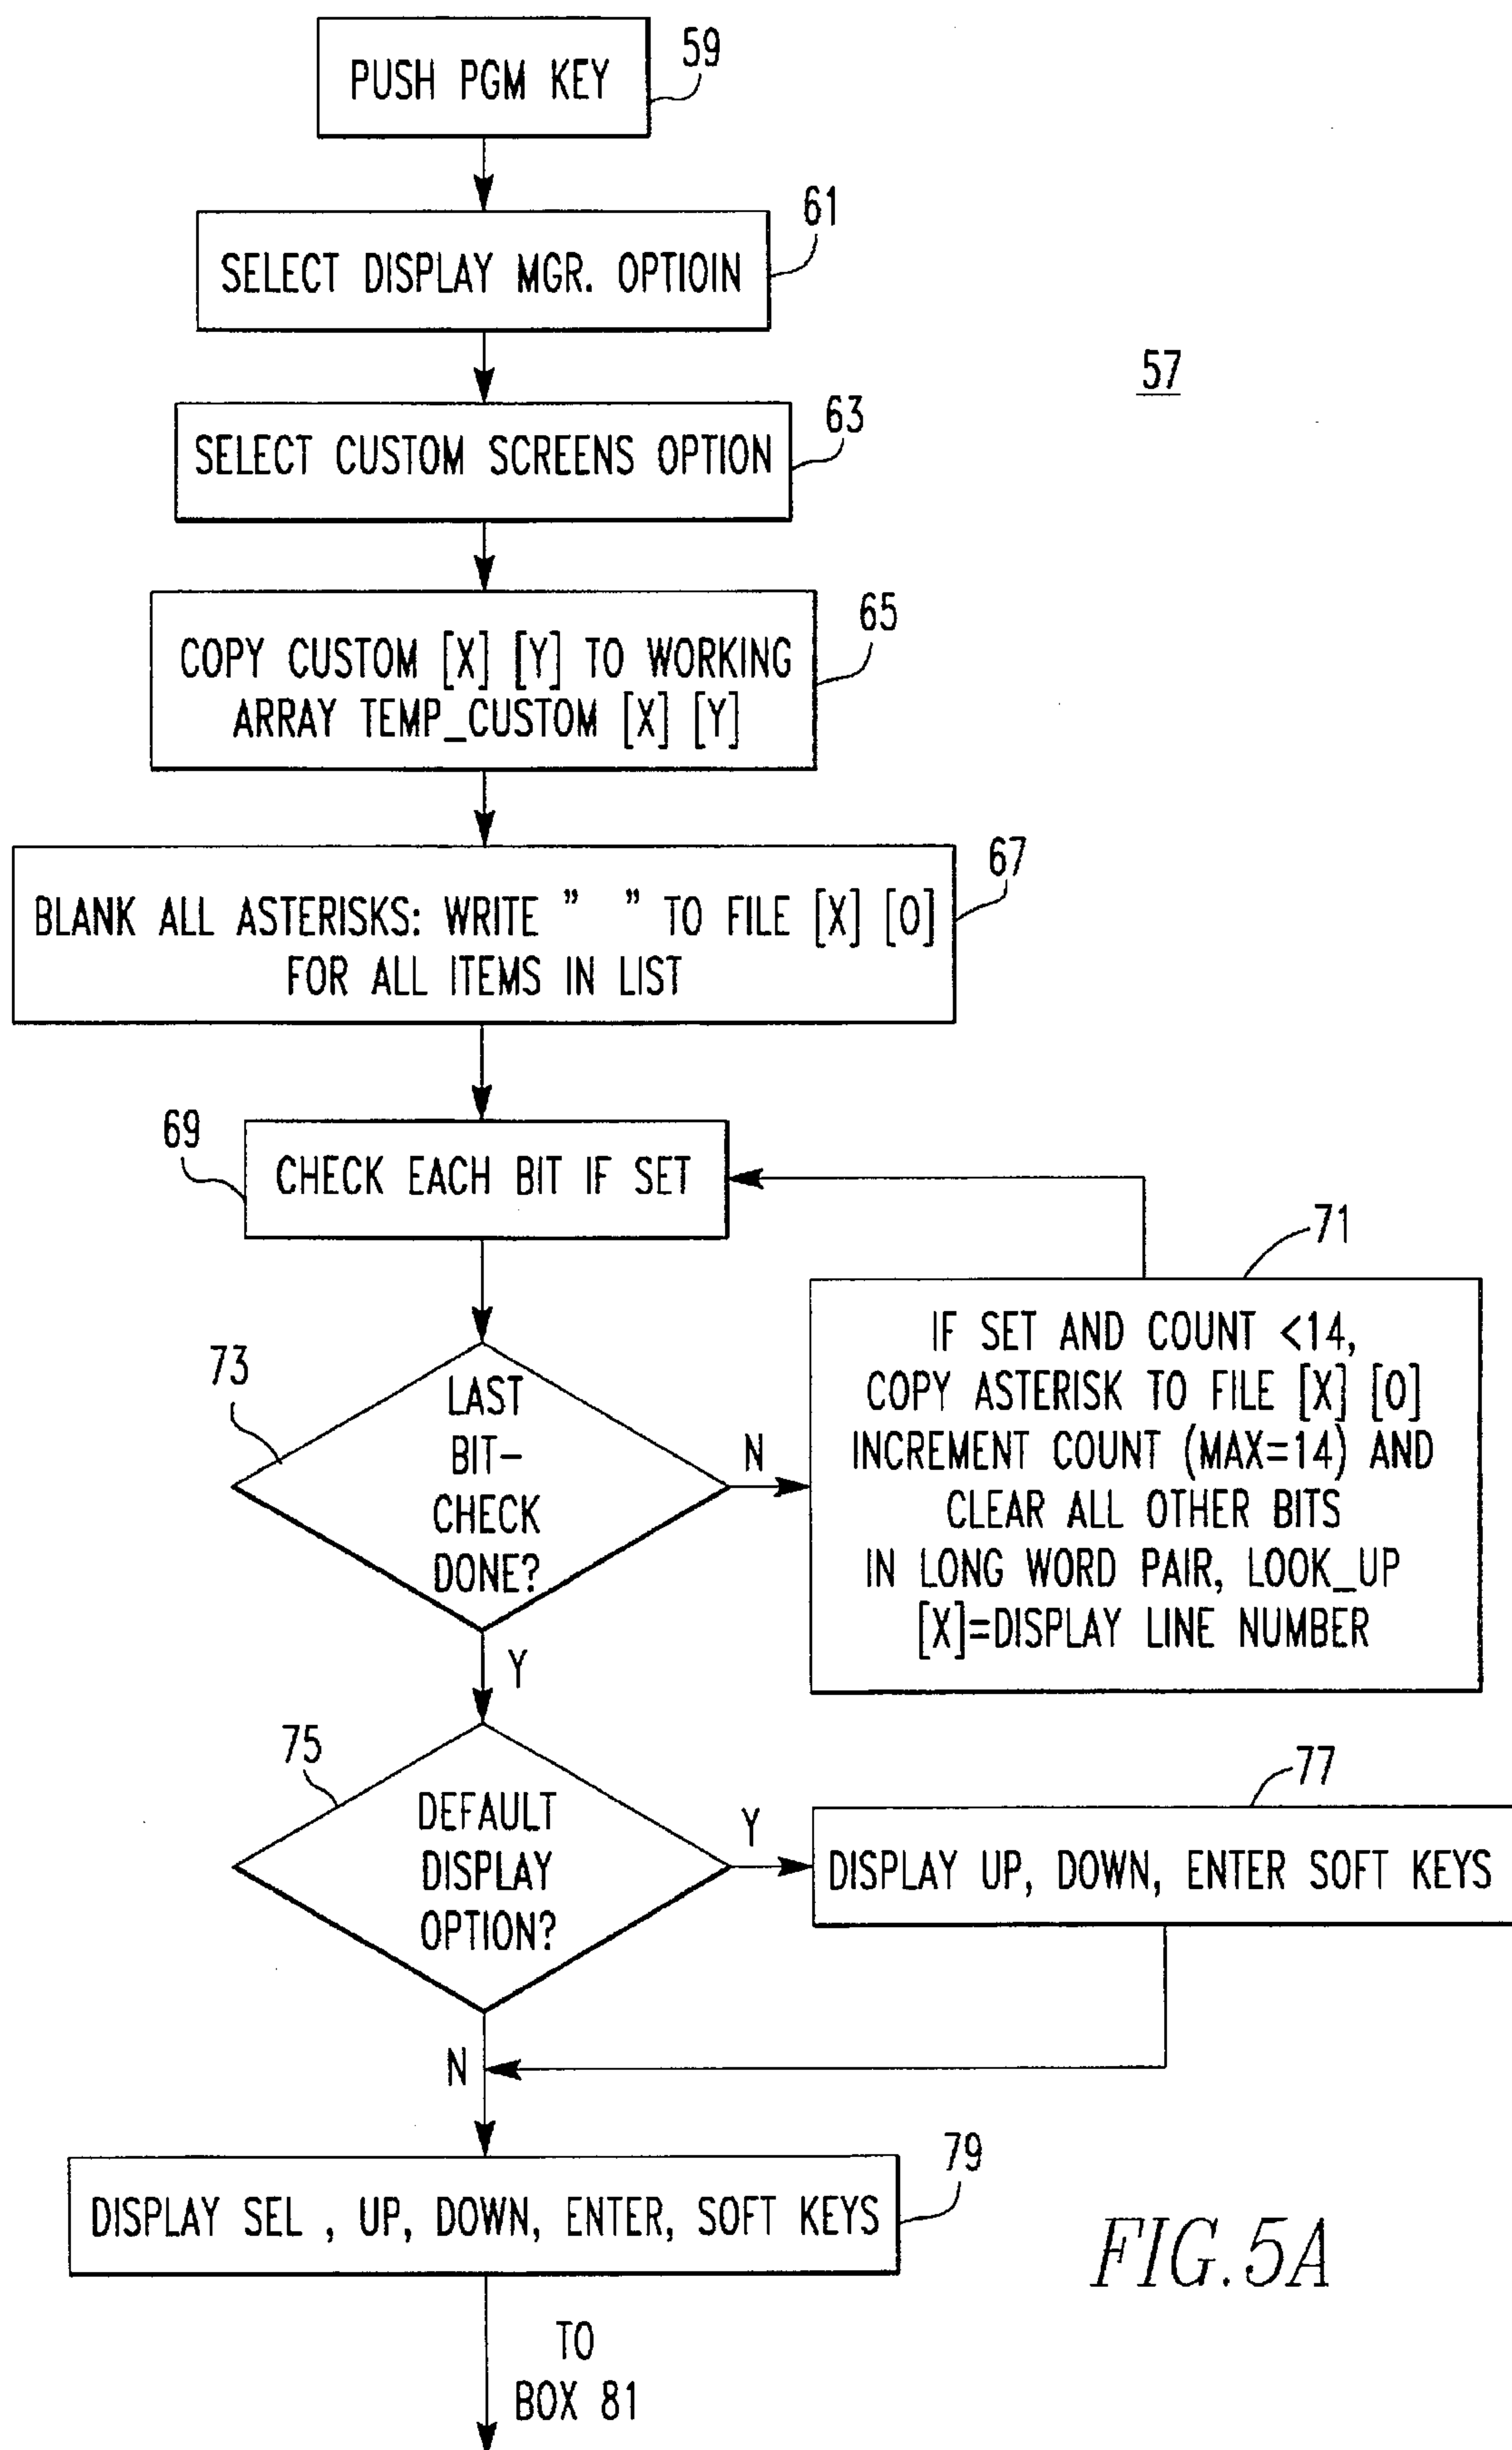 PUSH PGM KEY
59
61
SELECT DISPLAY MGR. OPTIOIN
57
63
SELECT CUSTOM SCREENS OPTION
65
COPY CUSTOM [X] [Y] TO WORKING
ARRAY TEMP_CUSTOM [X] [Y]
67
BLANK ALL ASTERISKS: WRITE "  " TO FILE [X] [0]
FOR ALL ITEMS IN LIST
69
CHECK EACH BIT IF SET
71
IF SET AND COUNT <14,
COPY ASTERISK TO FILE [X] [0]
INCREMENT COUNT (MAX=14) AND
CLEAR ALL OTHER BITS
IN LONG WORD PAIR, LOOK_UP
[X]=DISPLAY LINE NUMBER
73
LAST
BIT-
CHECK
DONE?
N
Y
75
DEFAULT
DISPLAY
OPTION?
Y
77
DISPLAY UP, DOWN, ENTER SOFT KEYS
N
79
DISPLAY SEL , UP, DOWN, ENTER, SOFT KEYS
FIG.5A
TO
BOX 81